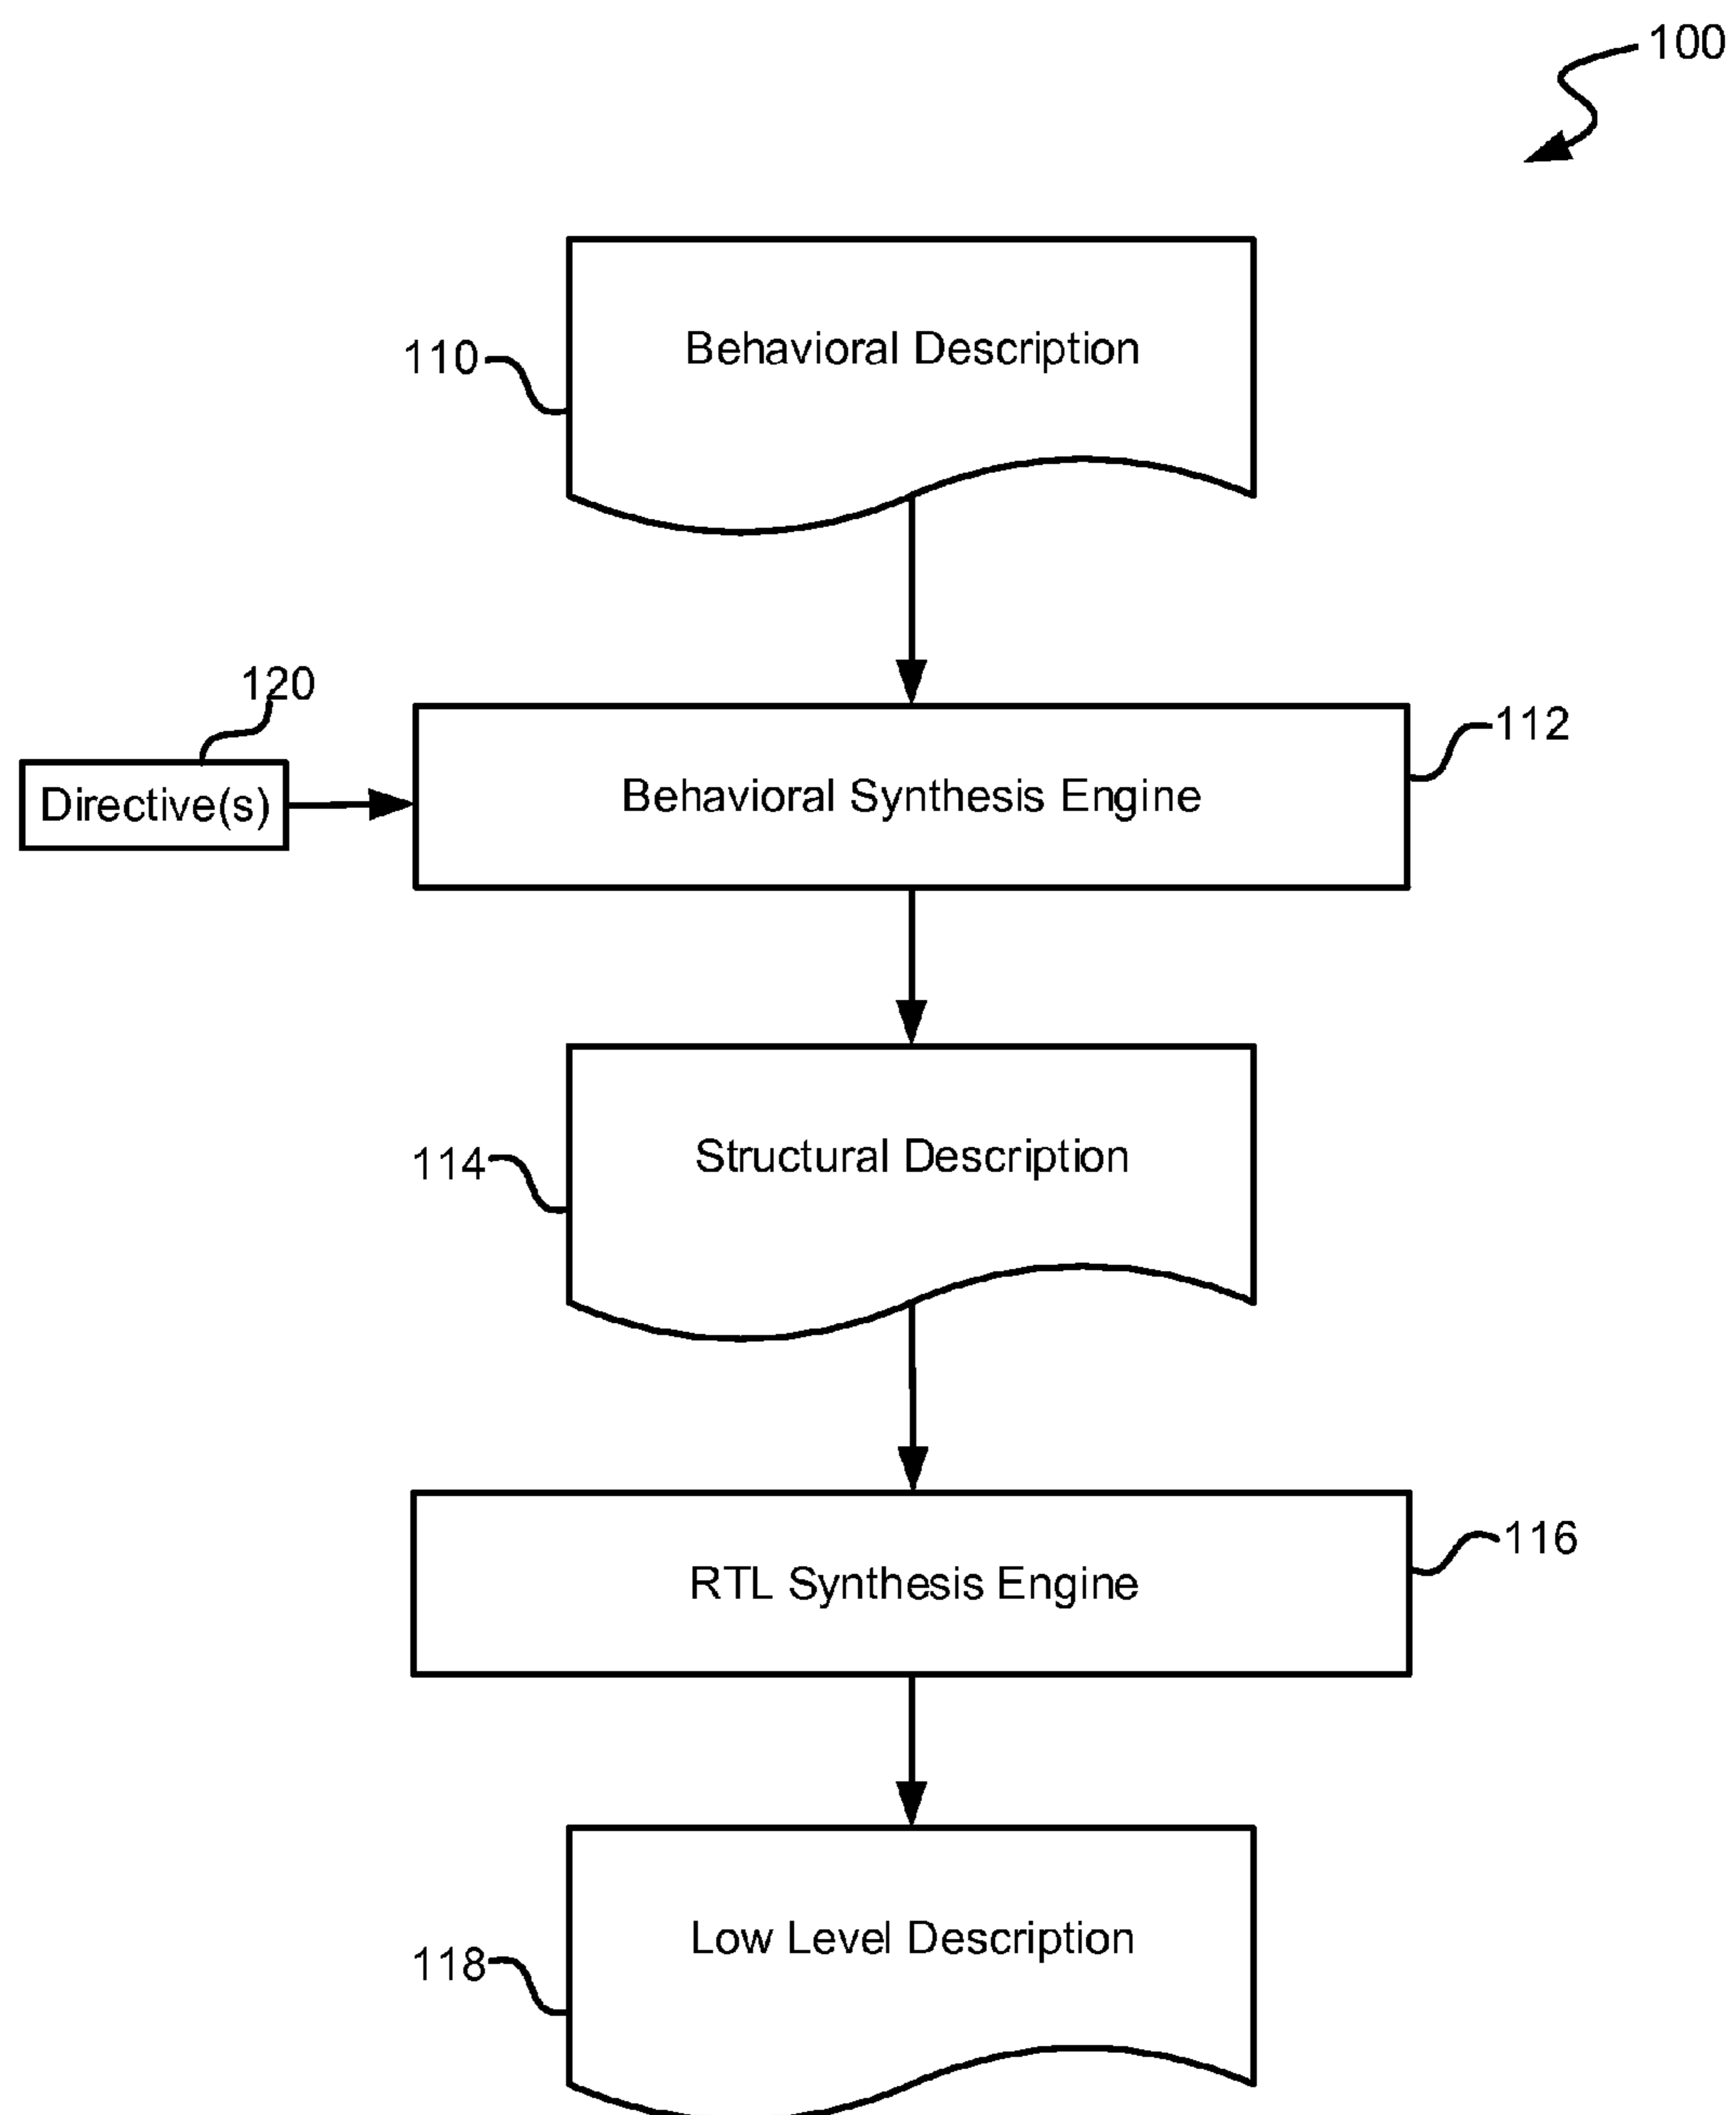 100
110
Behavioral Description
120
112
Directive(s)
Behavioral Synthesis Engine
114
Structural Description
116
RTL Synthesis Engine
118
Low Level Description